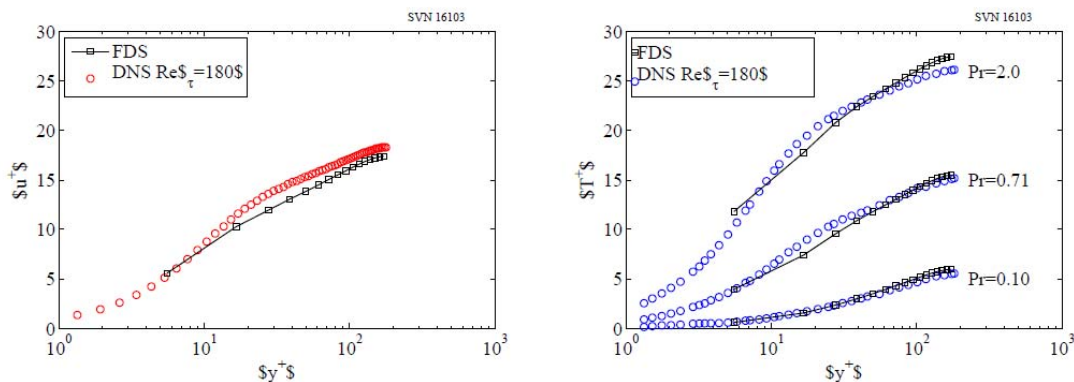 SVN 16103
30
25
20
15
10
5
0
$u^+$
FDS
DNS Re$_τ=180$
10^0
10^1
10^2
10^3
$y^+$
SVN 16103
30
25
20
15
10
5
0
$T^+$
FDS
DNS Re$_τ=180$
Pr=2.0
Pr=0.71
Pr=0.10
10^0
10^1
10^2
10^3
$y^+$